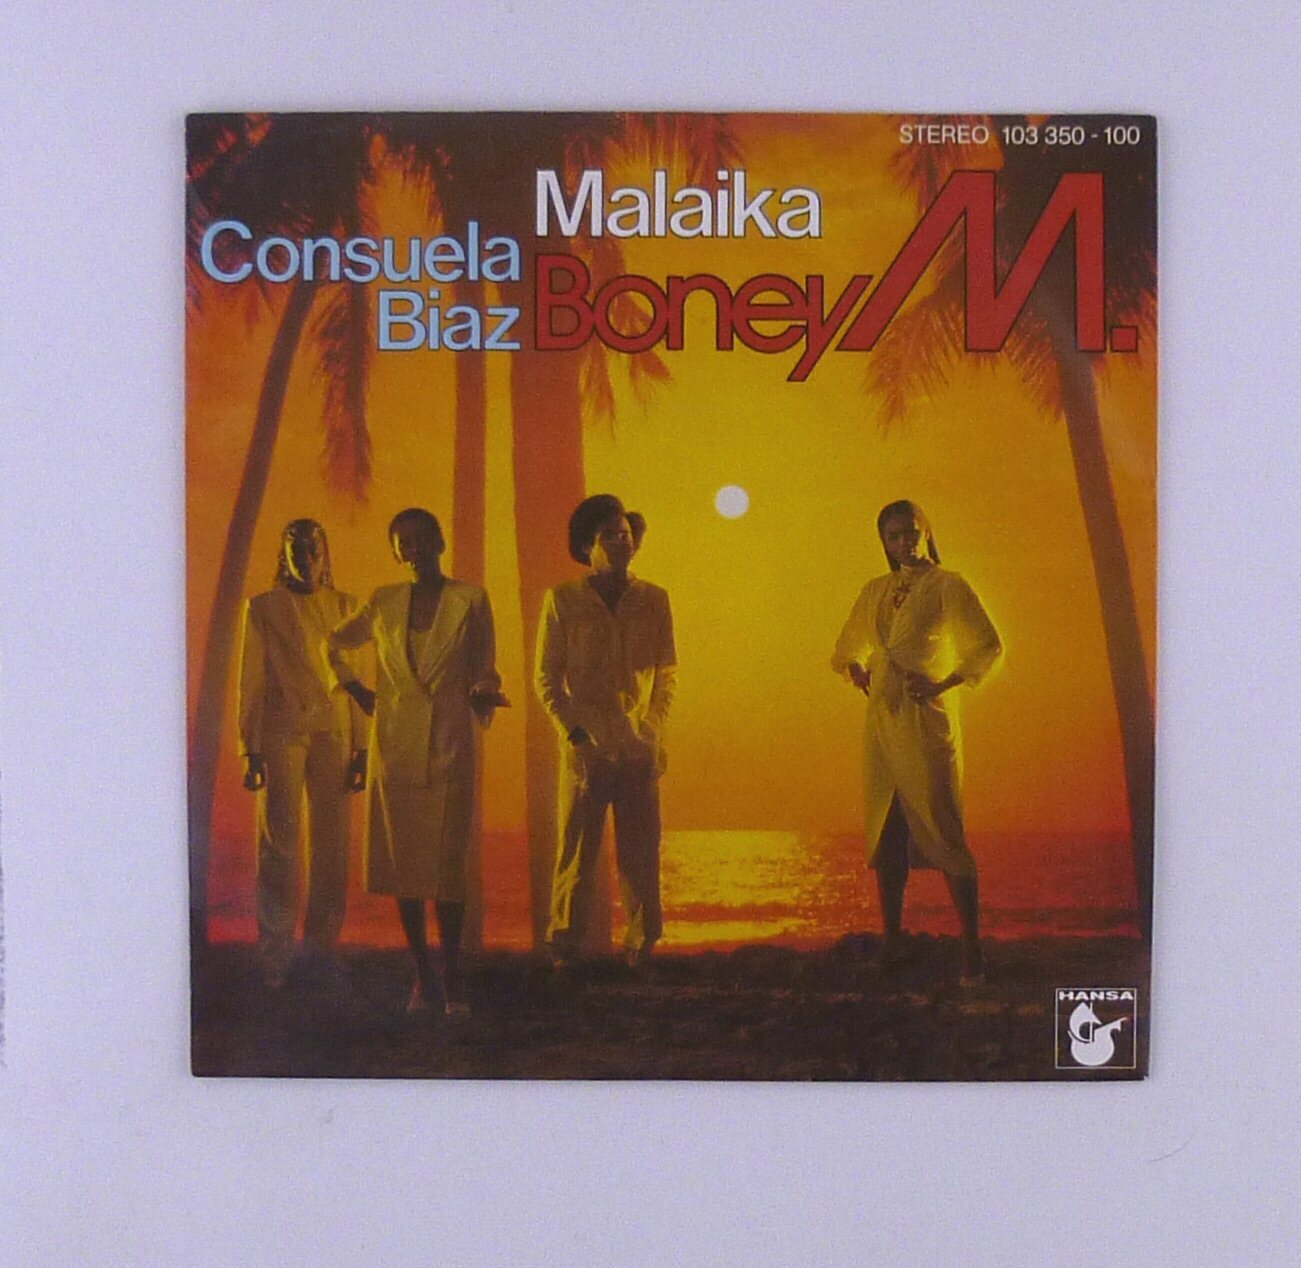 STEREO 103 350 - 100
Malaika
Consuela
Biaz
Boney M.
HANSA